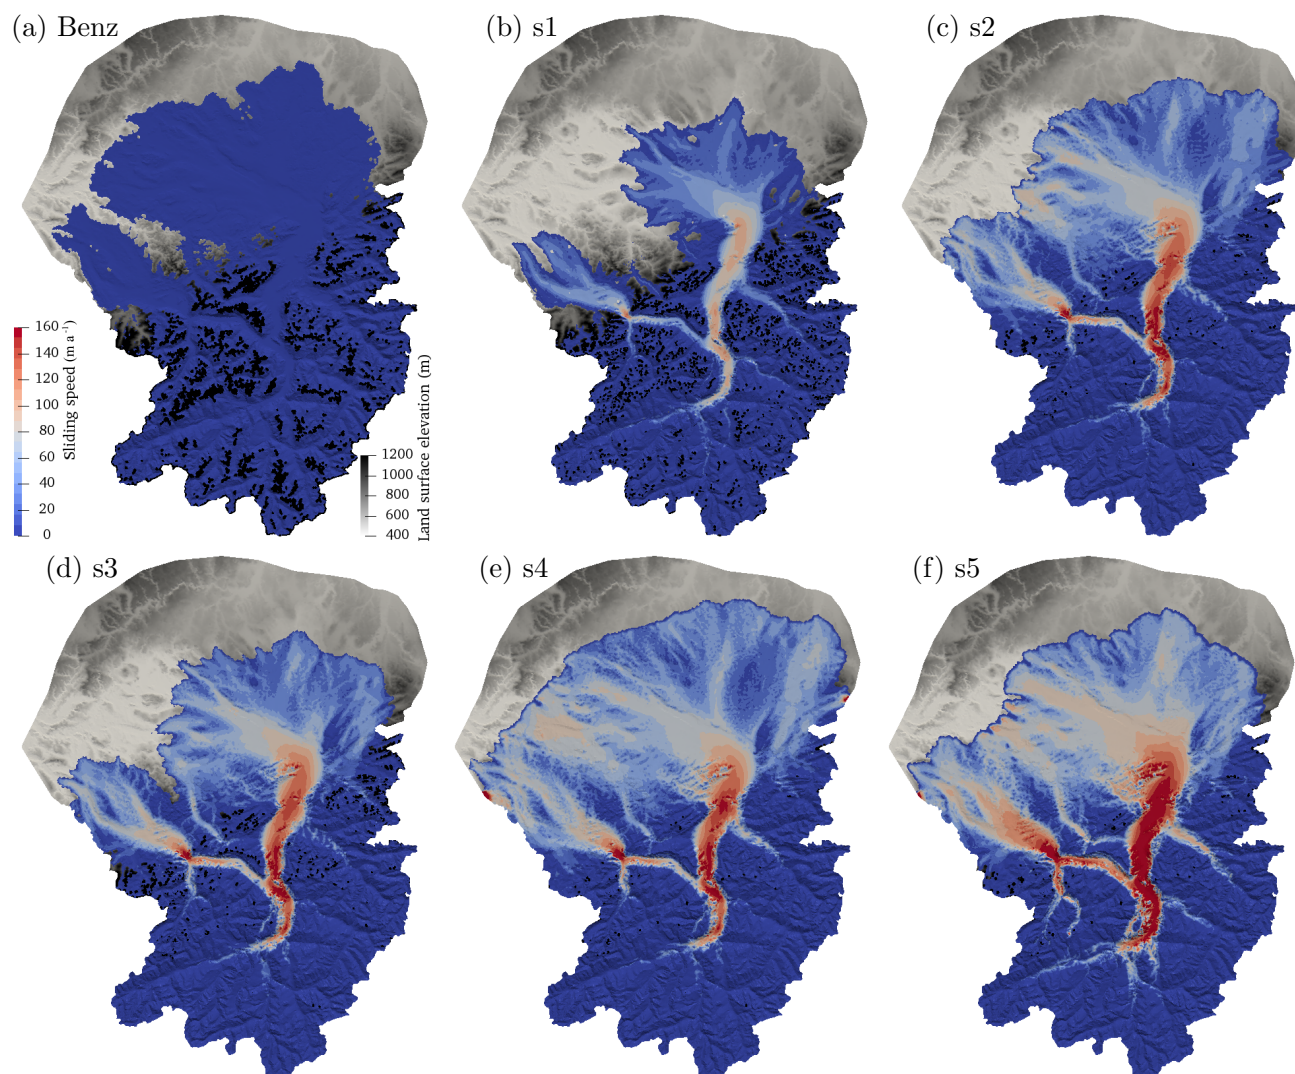 (a) Benz
(b) s1
(c) s2
160
140
120
100
80
60
40
20
0
Sliding speed (m a⁻¹)
1200
1000
800
600
400
Land surface elevation (m)
(d) s3
(e) s4
(f) s5